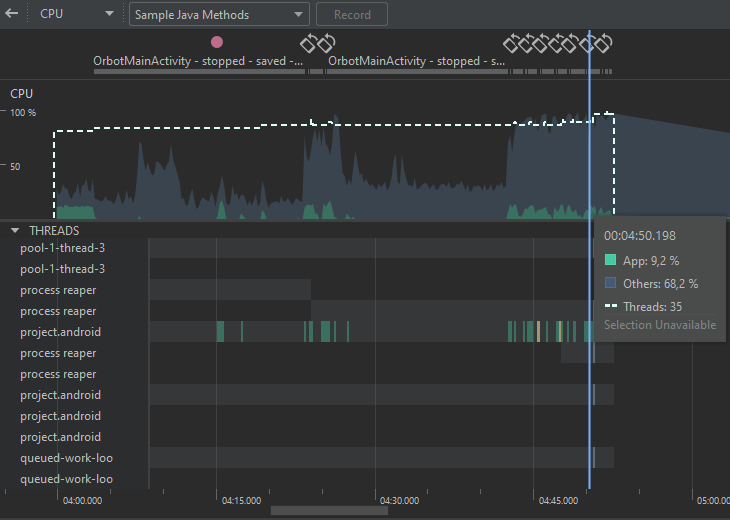 CPU
Sample Java Methods
Record
OrbotMainActivity - stopped - saved -...
OrbotMainActivity - stopped - s...
CPU
100 %
50
THREADS
pool-1-thread-3
pool-1-thread-3
process reaper
process reaper
project.android
process reaper
process reaper
project.android
project.android
project.android
queued-work-loo
queued-work-loo
00:04:50.198
App: 9,2 %
Others: 68,2 %
Threads: 35
Selection Unavailable
04:00.000
04:15.000
04:30.000
04:45.000
05:00.0